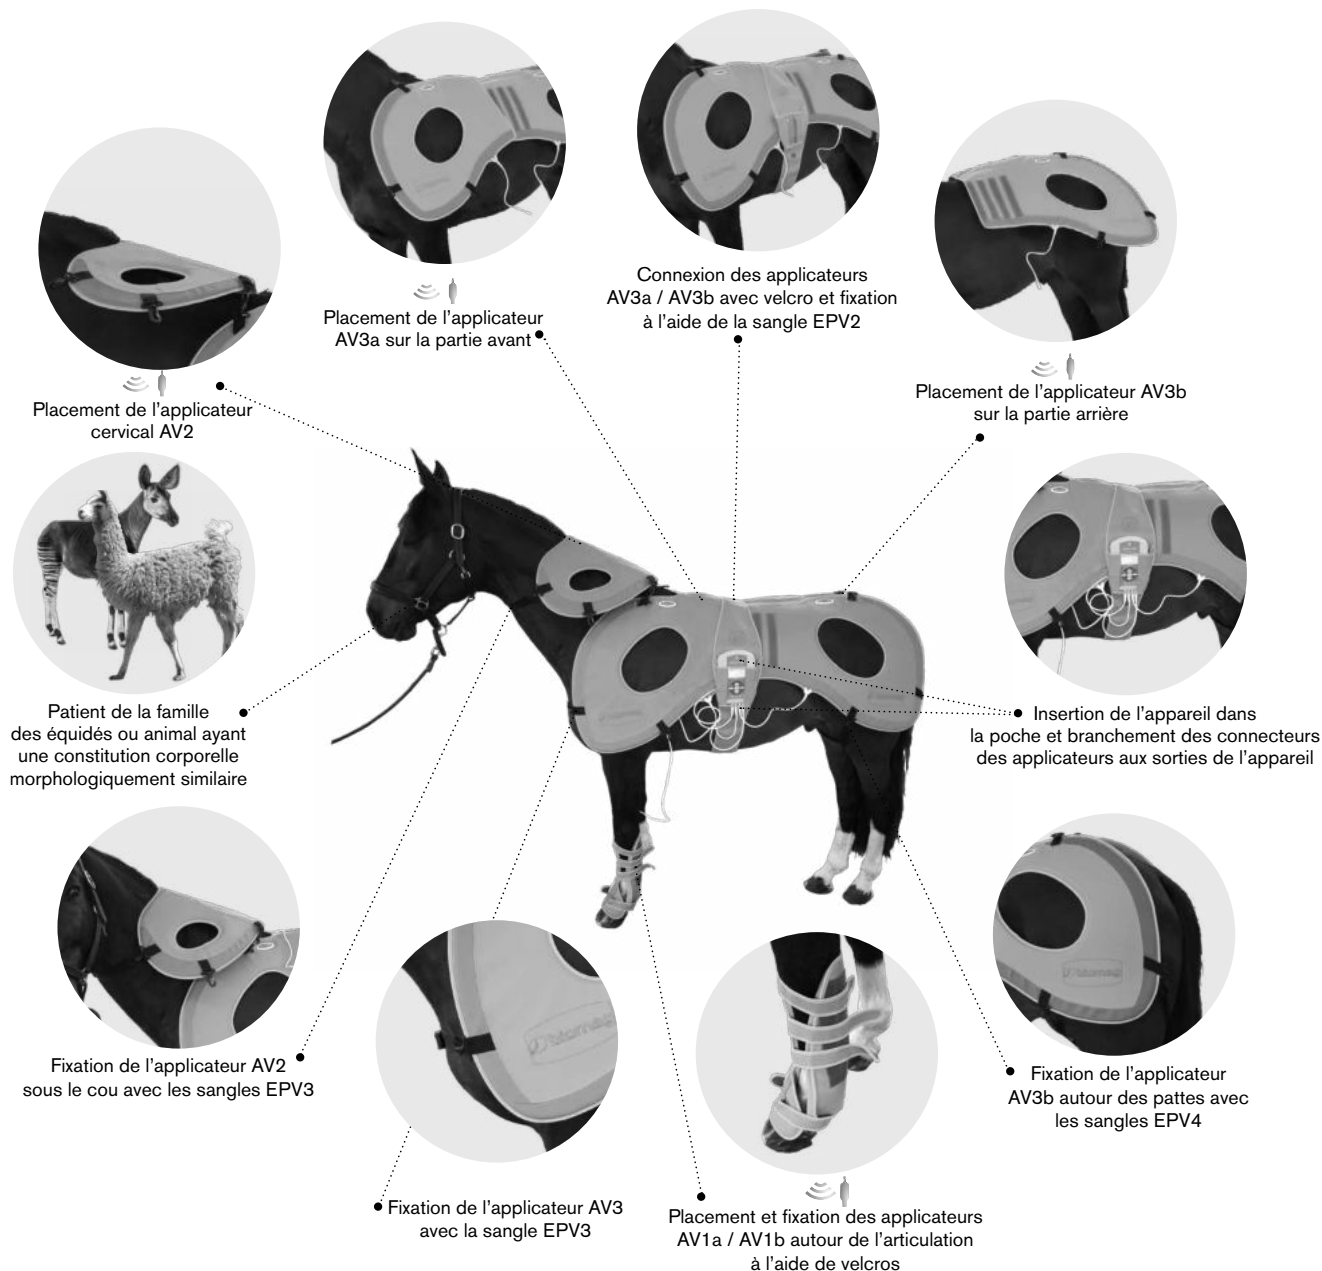 Placement de l'applicateur
AV3a sur la partie avant
Connexion des applicateurs
AV3a / AV3b avec velcro et fixation
à l'aide de la sangle EPV2
Placement de l'applicateur AV3b
sur la partie arrière
Placement de l'applicateur
cervical AV2
Patient de la famille
des équidés ou animal ayant
une constitution corporelle
morphologiquement similaire
Insertion de l'appareil dans
la poche et branchement des connecteurs
des applicateurs aux sorties de l'appareil
Fixation de l'applicateur AV2
sous le cou avec les sangles EPV3
biomag
biomag
Fixation de l'applicateur
AV3b autour des pattes avec
les sangles EPV4
Fixation de l'applicateur AV3
avec la sangle EPV3
Placement et fixation des applicateurs
AV1a / AV1b autour de l'articulation
à l'aide de velcros